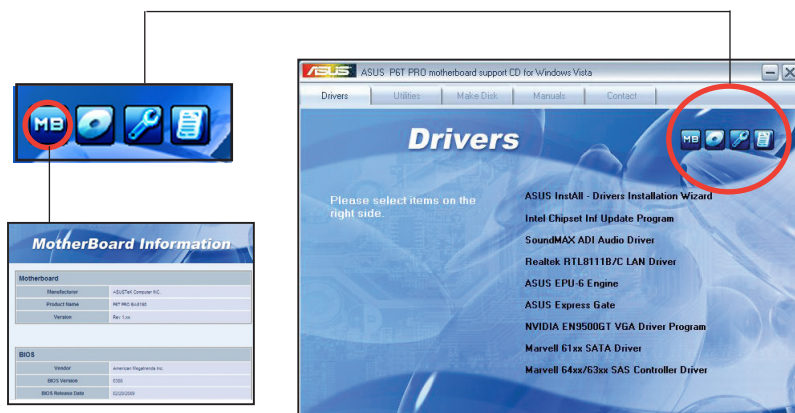 MB
ASUS P6T PRO motherboard support CD for Windows Vista
Drivers Utilities Make Disk Manuals Contact
Drivers
MB
Please select items on the
right side.
ASUS InstAll - Drivers Installation Wizard
Intel Chipset Inf Update Program
SoundMAX ADI Audio Driver
Realtek RTL8111B/C LAN Driver
ASUS EPU-6 Engine
ASUS Express Gate
NVIDIA EN9500GT VGA Driver Program
Marvell 61xx SATA Driver
Marvell 64xx/63xx SAS Controller Driver
MotherBoard Information
Motherboard
Manufacturer ASUSTeK Computer INC.
Product Name P6T PRO
Version Rev 1.xx
BIOS
Vendor American Megatrends Inc.
BIOS Version
BIOS Release Date